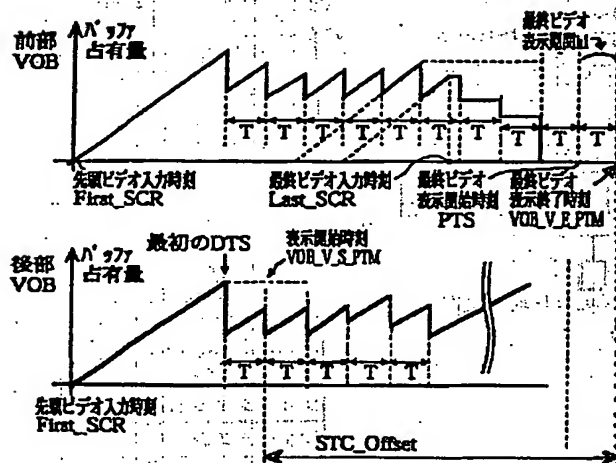 前部
VOB
バッファ
占有量
最終ビデオ
表示期間h1
T T T T T T T T T
先頭ビデオ入力時刻
First_SCR
最終ビデオ入力時刻
Last_SCR
最終ビデオ
表示開始時刻
PTS
最終ビデオ
表示終了時刻
VOB_V_E_PTM
後部
VOB
バッファ
占有量
最初のDTS
表示開始時刻
VOB_V_S_PTM
T T T T T
先頭ビデオ入力時刻
First_SCR
STC_Offset